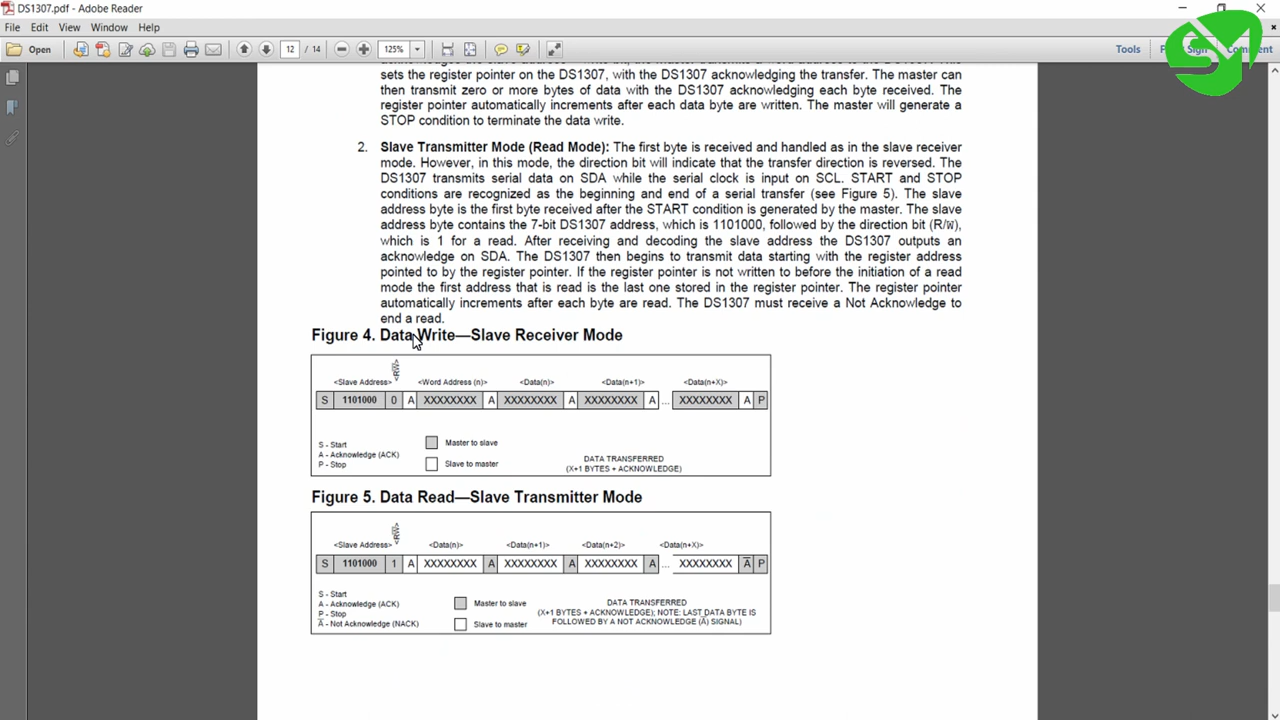 DS1307.pdf - Adobe Reader
File Edit View Window Help
Open 12 / 14 125% Tools Comment
SM
sets the register pointer on the DS1307, with the DS1307 acknowledging the transfer. The master can
then transmit zero or more bytes of data with the DS1307 acknowledging each byte received. The
register pointer automatically increments after each data byte are written. The master will generate a
STOP condition to terminate the data write.
2. Slave Transmitter Mode (Read Mode): The first byte is received and handled as in the slave receiver
mode. However, in this mode, the direction bit will indicate that the transfer direction is reversed. The
DS1307 transmits serial data on SDA while the serial clock is input on SCL. START and STOP
conditions are recognized as the beginning and end of a serial transfer (see Figure 5). The slave
address byte is the first byte received after the START condition is generated by the master. The slave
address byte contains the 7-bit DS1307 address, which is 1101000, followed by the direction bit (R/w̅),
which is 1 for a read. After receiving and decoding the slave address the DS1307 outputs an
acknowledge on SDA. The DS1307 then begins to transmit data starting with the register address
pointed to by the register pointer. If the register pointer is not written to before the initiation of a read
mode the first address that is read is the last one stored in the register pointer. The register pointer
automatically increments after each byte are read. The DS1307 must receive a Not Acknowledge to
end a read.
Figure 4. Data Write—Slave Receiver Mode
<R/W>
<Slave Address> <Word Address (n)> <Data(n)> <Data(n+1)> <Data(n+X)>
S 1101000 0 A XXXXXXXX A XXXXXXXX A XXXXXXXX A ... XXXXXXXX A P
S - Start
A - Acknowledge (ACK)
P - Stop
Master to slave
Slave to master
DATA TRANSFERRED
(X+1 BYTES + ACKNOWLEDGE)
Figure 5. Data Read—Slave Transmitter Mode
<R/W>
<Slave Address> <Data(n)> <Data(n+1)> <Data(n+2)> <Data(n+X)>
S 1101000 1 A XXXXXXXX A XXXXXXXX A XXXXXXXX A ... XXXXXXXX A̅ P
S - Start
A - Acknowledge (ACK)
P - Stop
A̅ - Not Acknowledge (NACK)
Master to slave
Slave to master
DATA TRANSFERRED
(X+1 BYTES + ACKNOWLEDGE); NOTE: LAST DATA BYTE IS
FOLLOWED BY A NOT ACKNOWLEDGE (A̅) SIGNAL)